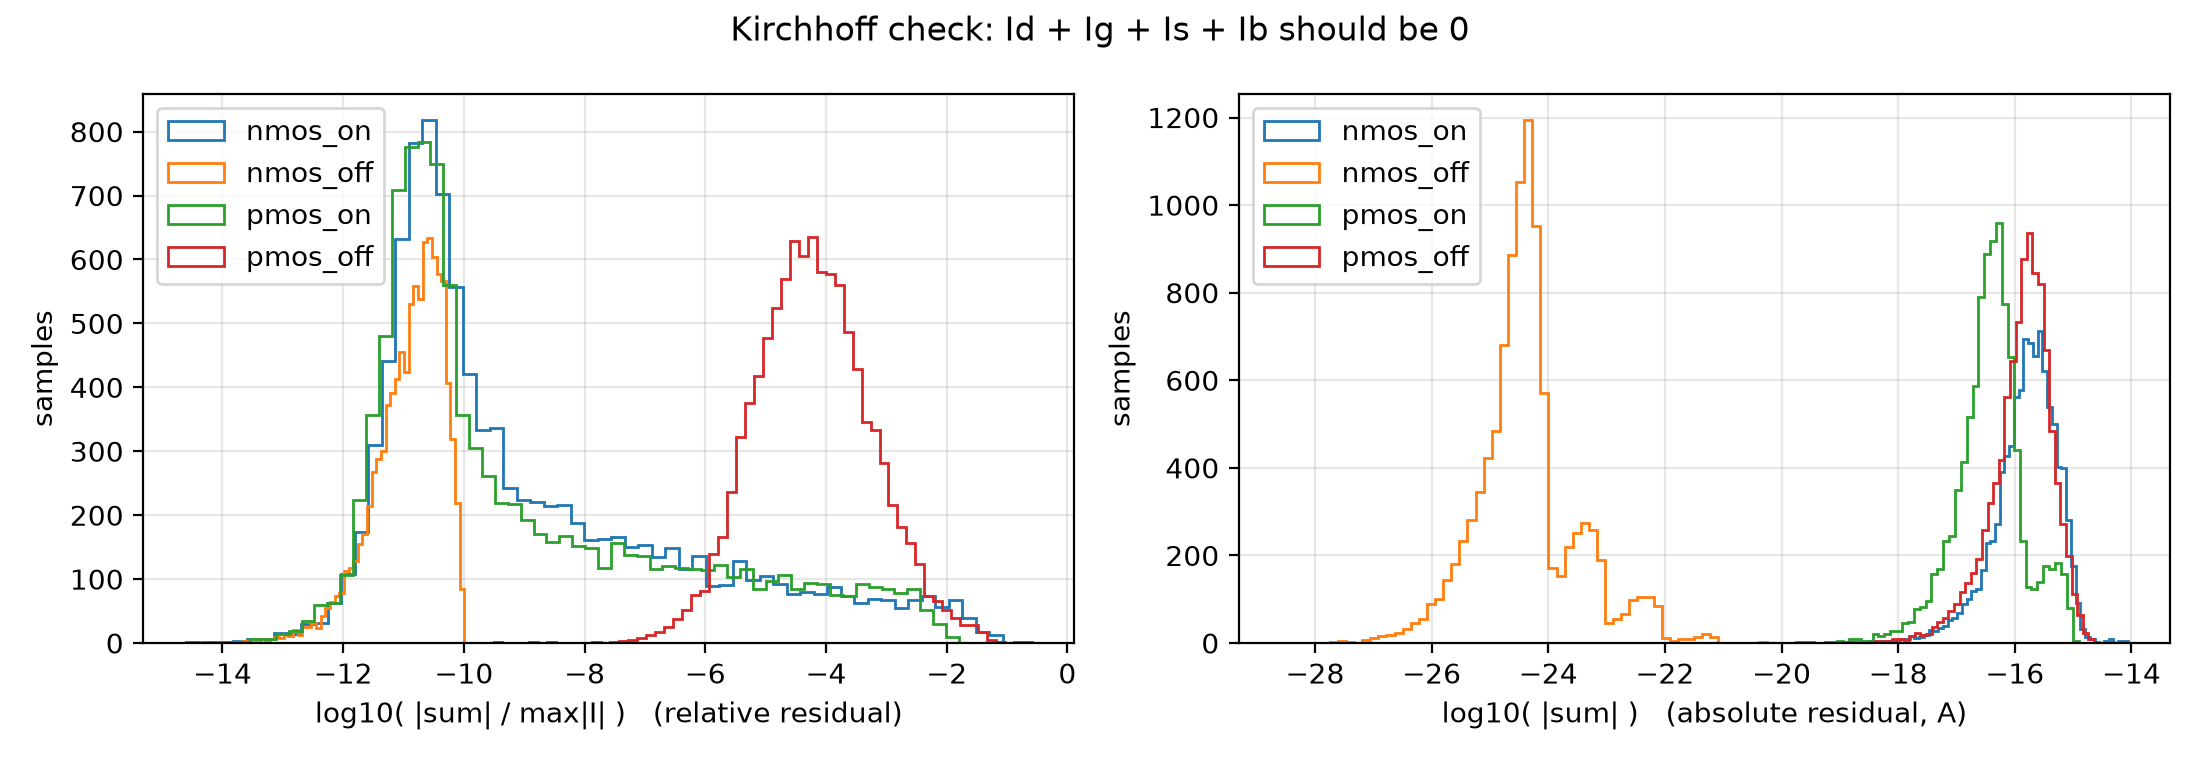 Kirchhoff check: Id + Ig + Is + Ib should be 0
nmos_on
nmos_off
pmos_on
pmos_off
samples
800
700
600
500
400
300
200
100
0
−14 −12 −10 −8 −6 −4 −2 0
log10( |sum| / max|I| ) (relative residual)
nmos_on
nmos_off
pmos_on
pmos_off
samples
1200
1000
800
600
400
200
0
−28 −26 −24 −22 −20 −18 −16 −14
log10( |sum| ) (absolute residual, A)